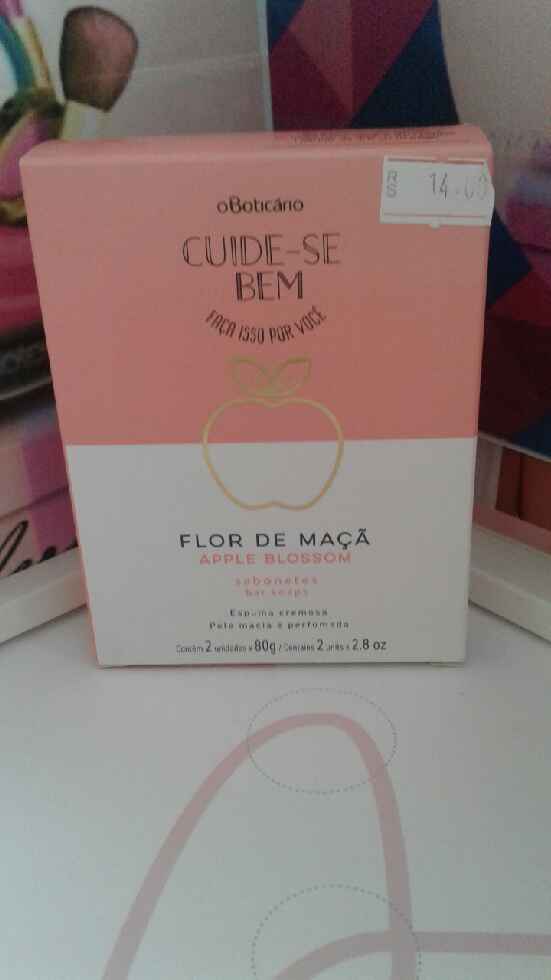 R$ 14.00
oBoticário
CUIDE-SE
BEM
FAÇA ISSO POR VOCÊ
FLOR DE MAÇÃ
APPLE BLOSSOM
sabonetes
bar soaps
Espuma cremosa
Pele macia e perfumada
Contém 2 unidades x 80g / Contains 2 units x 2.8 oz